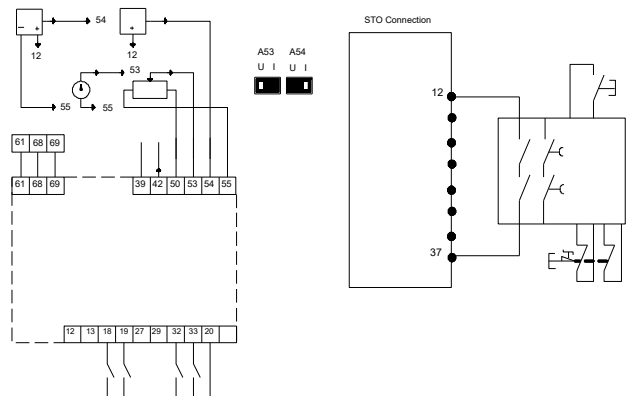 STO Connection
− + 54
+
12
12
A53 A54
U I U I
53
55 55
12
61 68 69
61 68 69
39 42 50 53 54 55
37
12 13 18 19 27 29 32 33 20